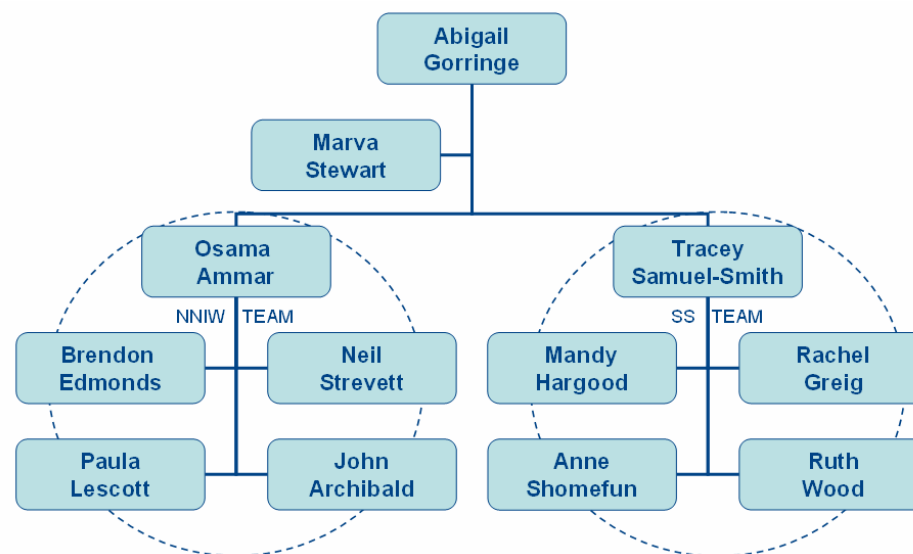 Abigail
Gorringe
Marva
Stewart
Osama
Ammar
Tracey
Samuel-Smith
NNIW TEAM
SS TEAM
Brendon
Edmonds
Neil
Strevett
Mandy
Hargood
Rachel
Greig
Paula
Lescott
John
Archibald
Anne
Shomefun
Ruth
Wood